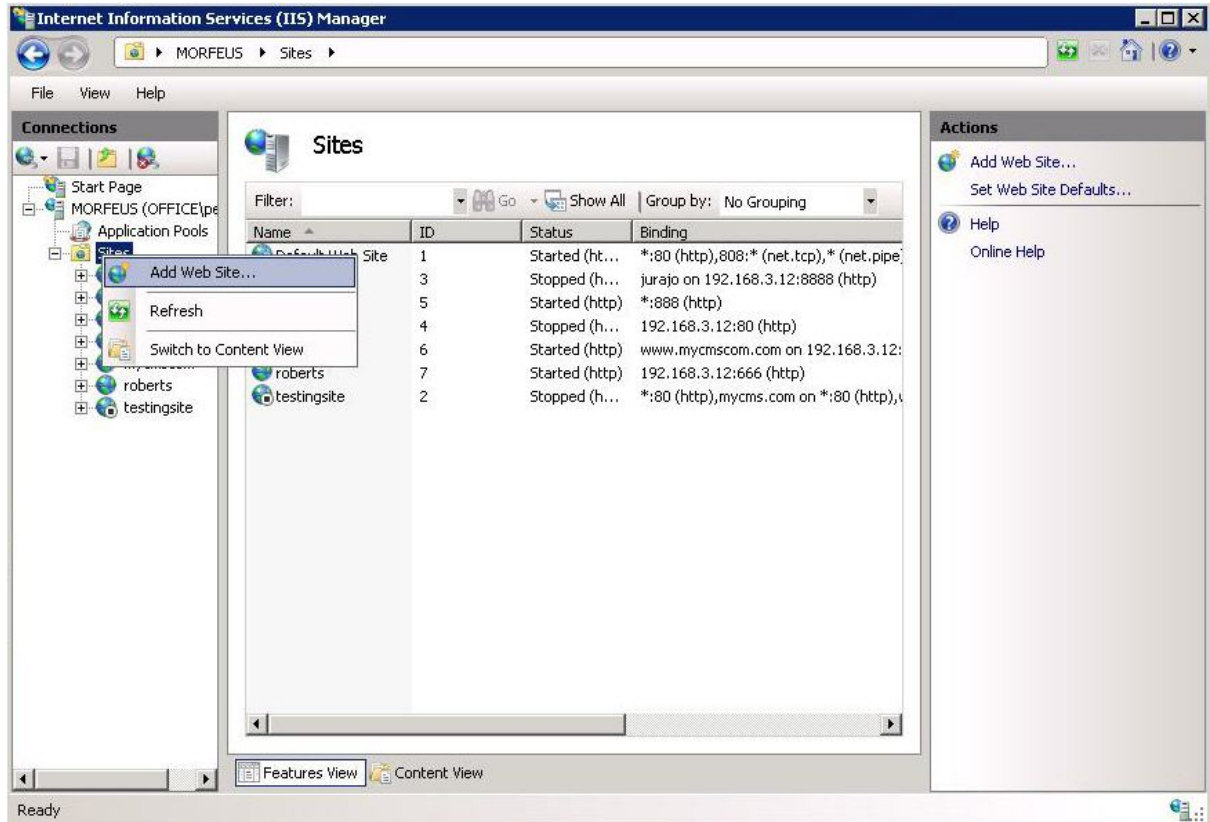 Internet Information Services (IIS) Manager
MORFEUS Sites
File View Help
Connections
Start Page
MORFEUS (OFFICE\pe
Application Pools
Sites
Add Web Site...
Refresh
Switch to Content View
roberts
testingsite
Sites
Filter: Go Show All Group by: No Grouping
Name ID Status Binding
Default Web Site 1 Started (ht... *:80 (http),808:* (net.tcp),* (net.pipe)
3 Stopped (h... jurajo on 192.168.3.12:8888 (http)
5 Started (http) *:888 (http)
4 Stopped (h... 192.168.3.12:80 (http)
6 Started (http) www.mycmscom.com on 192.168.3.12:
roberts 7 Started (http) 192.168.3.12:666 (http)
testingsite 2 Stopped (h... *:80 (http),mycms.com on *:80 (http),
Features View Content View
Actions
Add Web Site...
Set Web Site Defaults...
Help
Online Help
Ready